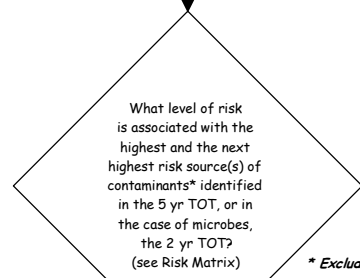 What level of risk
is associated with the
highest and the next
highest risk source(s) of
contaminants* identified
in the 5 yr TOT, or in
the case of microbes,
the 2 yr TOT?
(see Risk Matrix)